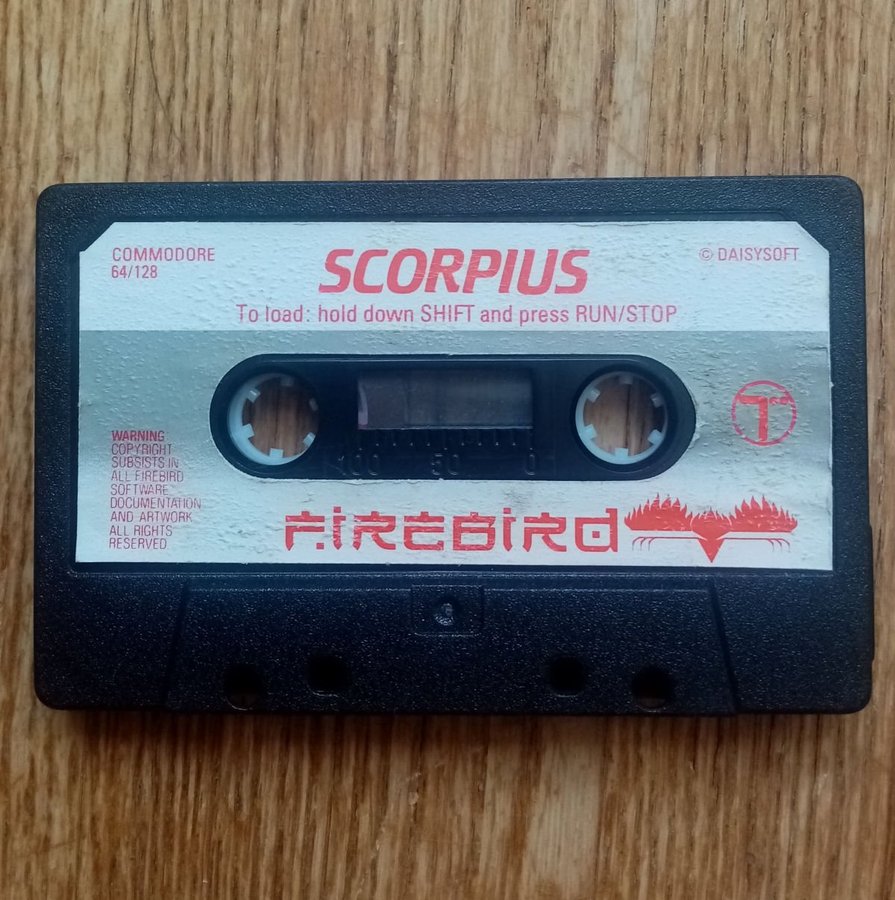 COMMODORE
64/128
SCORPIUS
© DAISYSOFT
To load: hold down SHIFT and press RUN/STOP
100 50 0
T
WARNING
COPYRIGHT
SUBSISTS IN
ALL FIREBIRD
SOFTWARE
DOCUMENTATION
AND ARTWORK
ALL RIGHTS
RESERVED
FIREBIRD